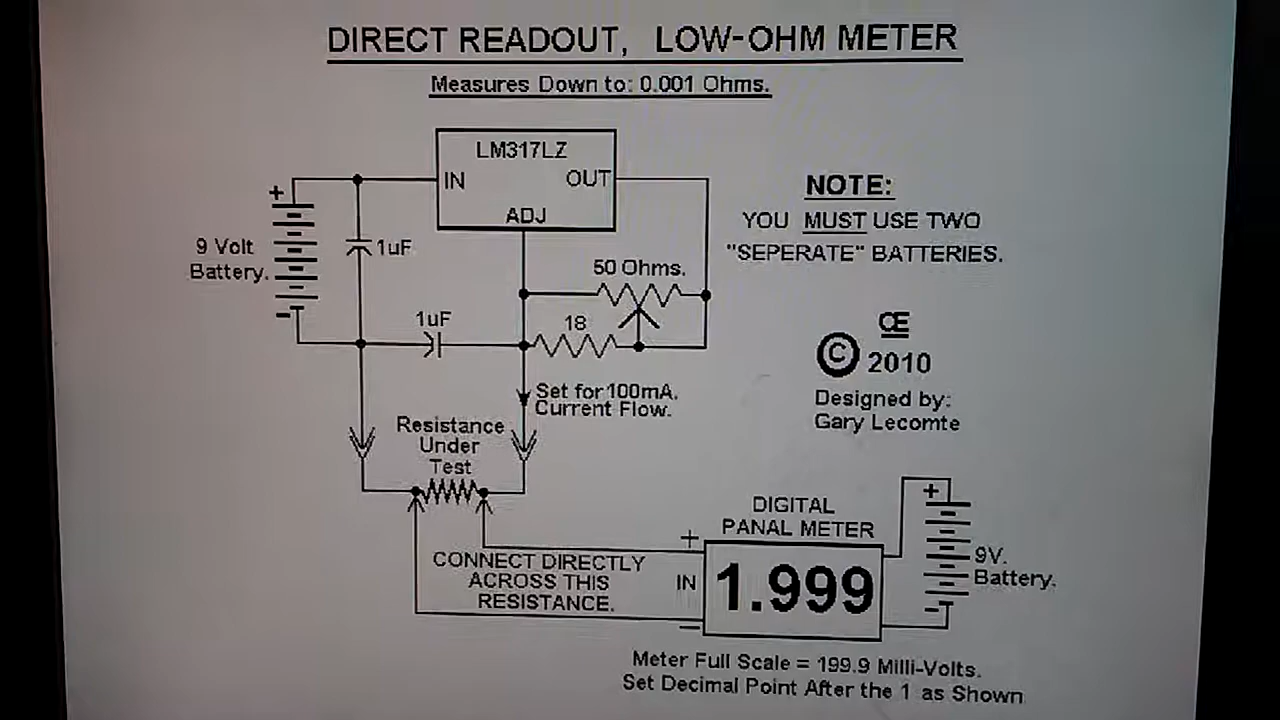 DIRECT READOUT, LOW-OHM METER
Measures Down to: 0.001 Ohms.
LM317LZ
IN OUT
ADJ
+
9 Volt
Battery.
-
1uF
1uF
50 Ohms.
18
Set for 100mA.
Current Flow.
Resistance
Under
Test
NOTE:
YOU MUST USE TWO
"SEPERATE" BATTERIES.
CE
© 2010
Designed by:
Gary Lecomte
CONNECT DIRECTLY
ACROSS THIS
RESISTANCE.
DIGITAL
PANAL METER
+
IN
-
1.999
+
9V.
Battery.
-
Meter Full Scale = 199.9 Milli-Volts.
Set Decimal Point After the 1 as Shown